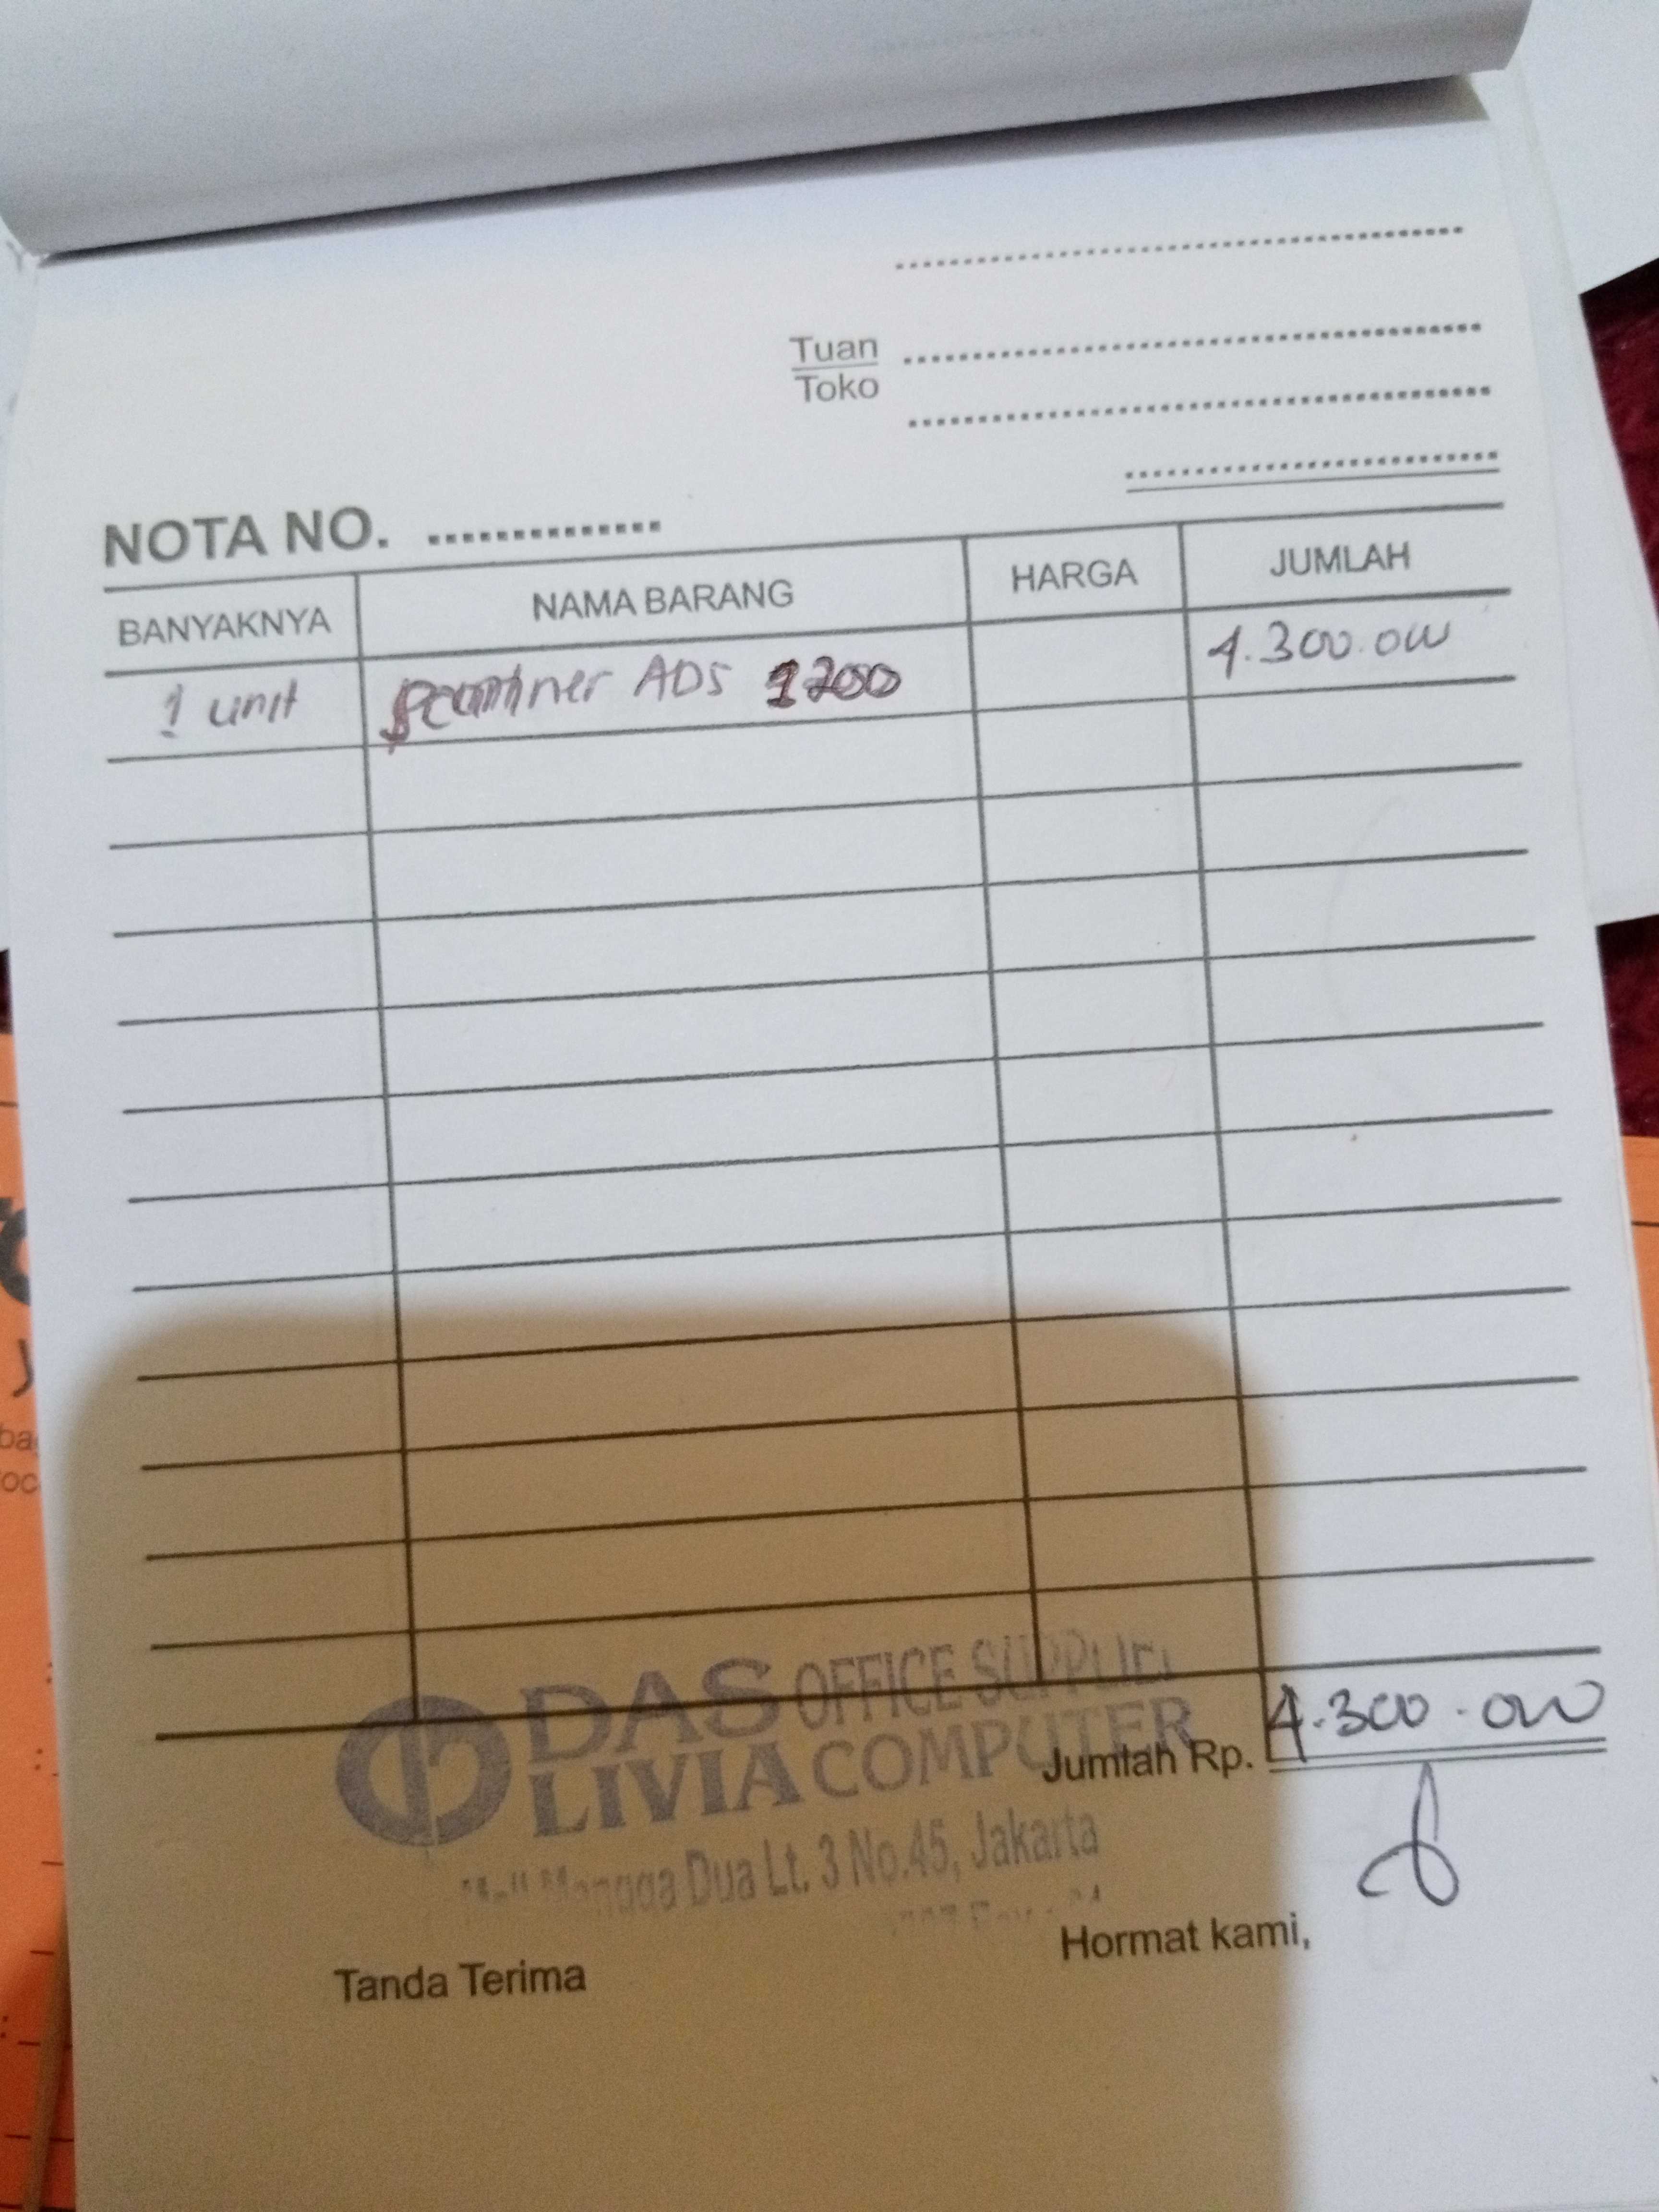 Tuan
Toko
NOTA NO.
BANYAKNYA NAMA BARANG HARGA JUMLAH
1 unit Scanner ADS 1200 4.300.000
DAS OFFICE SUPPLIES
LIVIA COMPUTER
Jumlah Rp. 4.300.000
Mall Mangga Dua Lt. 3 No.45, Jakarta
Hormat kami,
Tanda Terima